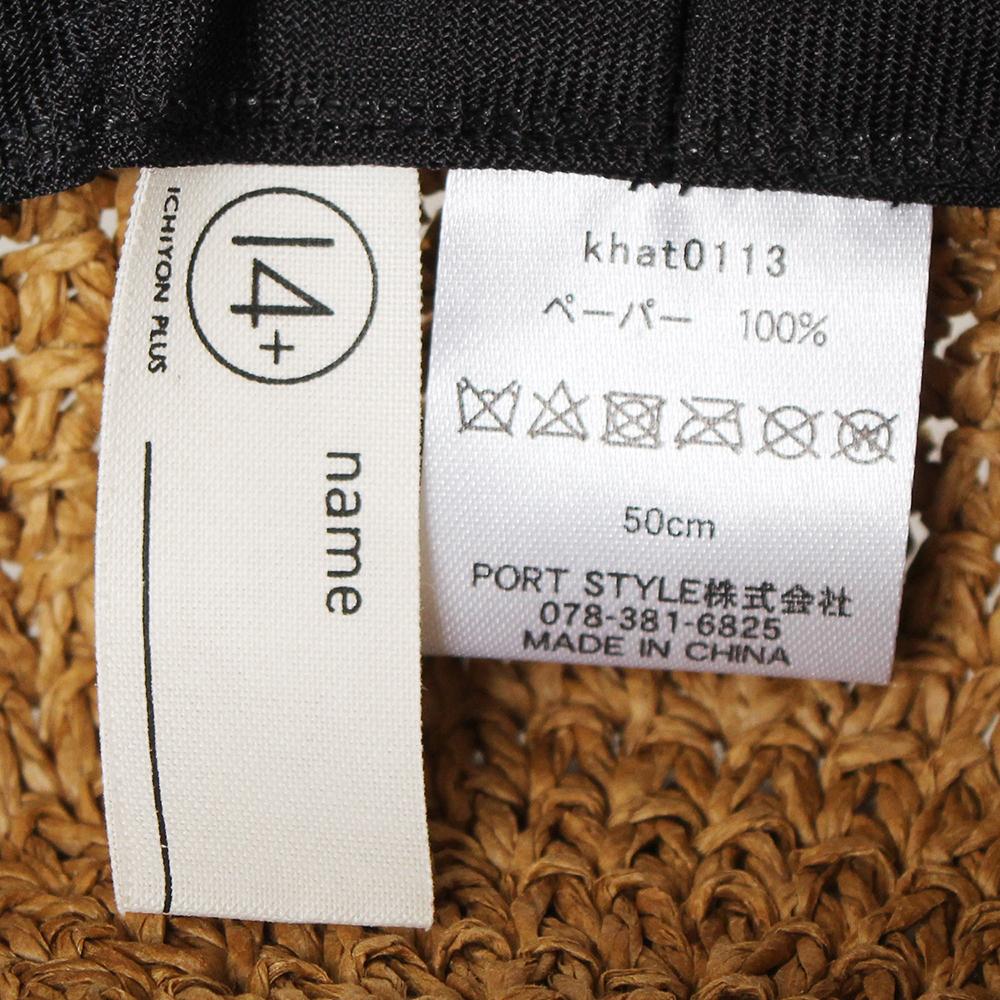 14+
ICHIYON PLUS
name
khat0113
ペーパー 100%
50cm
PORT STYLE株式会社
078-381-6825
MADE IN CHINA